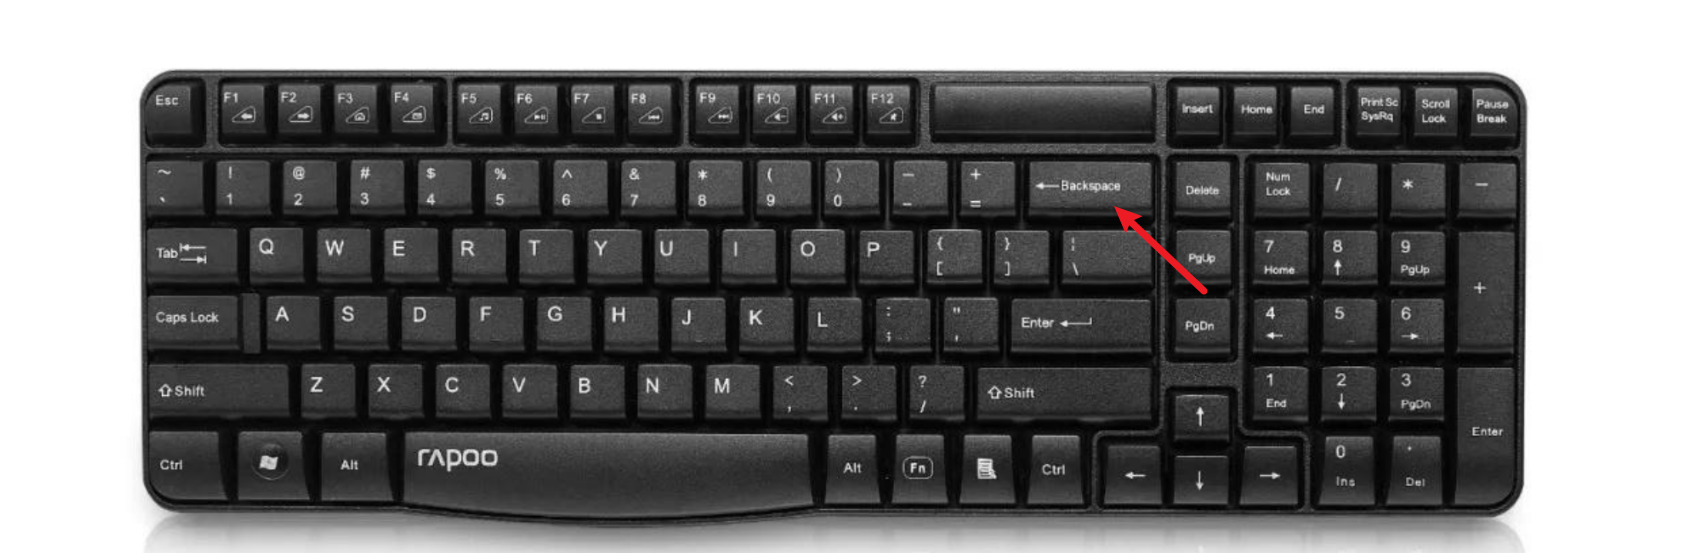 Esc F1 F2 F3 F4 F5 F6 F7 F8 F9 F10 F11 F12 Insert Home End Print Sc SysRq Scroll Lock Pause Break
~ ` ! 1 @ 2 # 3 $ 4 % 5 ^ 6 & 7 * 8 ( 9 ) 0 — - + = ←Backspace Delete Num Lock / * -
Tab Q W E R T Y U I O P { [ } ] ¦ \ PgUp 7 Home 8 ↑ 9 PgUp +
Caps Lock A S D F G H J K L : ; " ' Enter PgDn 4 ← 5 6 →
⇧Shift Z X C V B N M < , > . ? / ⇧Shift ↑ 1 End 2 ↓ 3 PgDn Enter
Ctrl Alt rapoo Alt Fn Ctrl ← ↓ → 0 Ins . Del